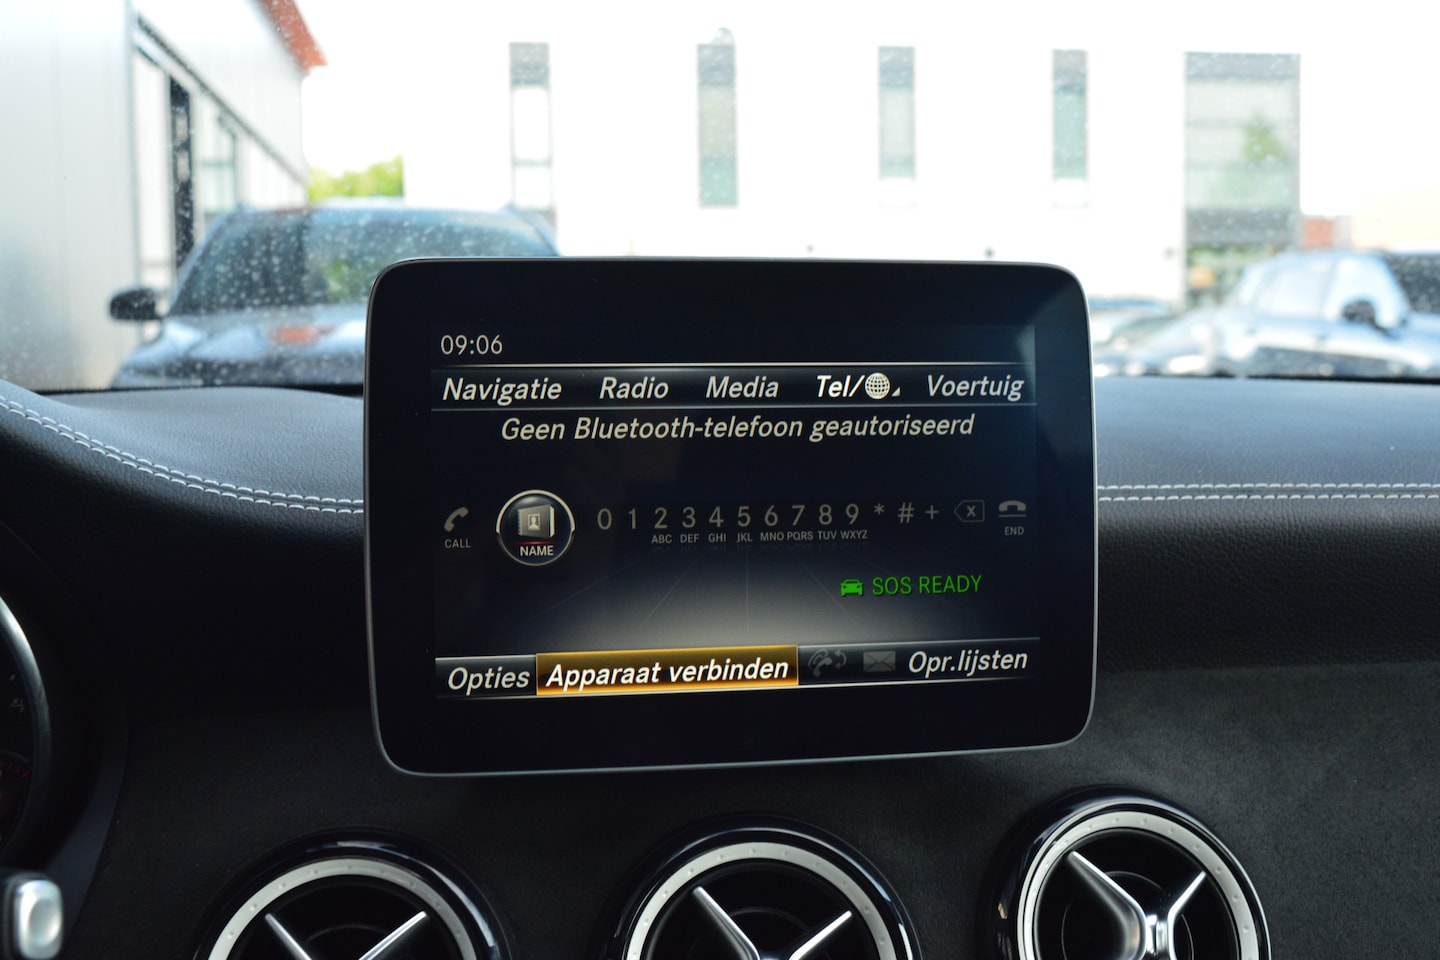 09:06
Navigatie Radio Media Tel/ Voertuig
Geen Bluetooth-telefoon geautoriseerd
0 1 2 3 4 5 6 7 8 9 * # +
CALL NAME ABC DEF GHI JKL MNO PQRS TUV WXYZ END
SOS READY
Opties Apparaat verbinden Opr.lijsten